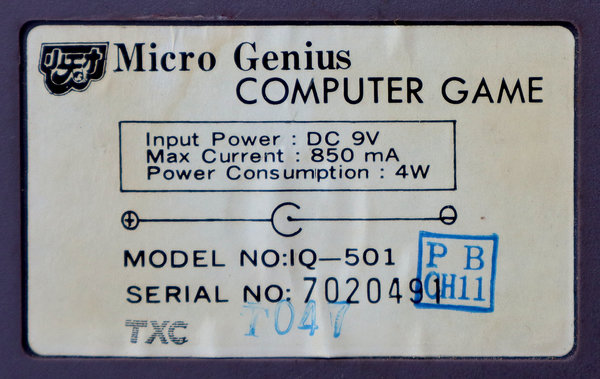 Micro Genius
COMPUTER GAME
Input Power : DC 9V
Max Current : 850 mA
Power Consumption : 4W
MODEL NO:IQ—501
SERIAL NO: 7020491
P B
CH11
TXC
T047